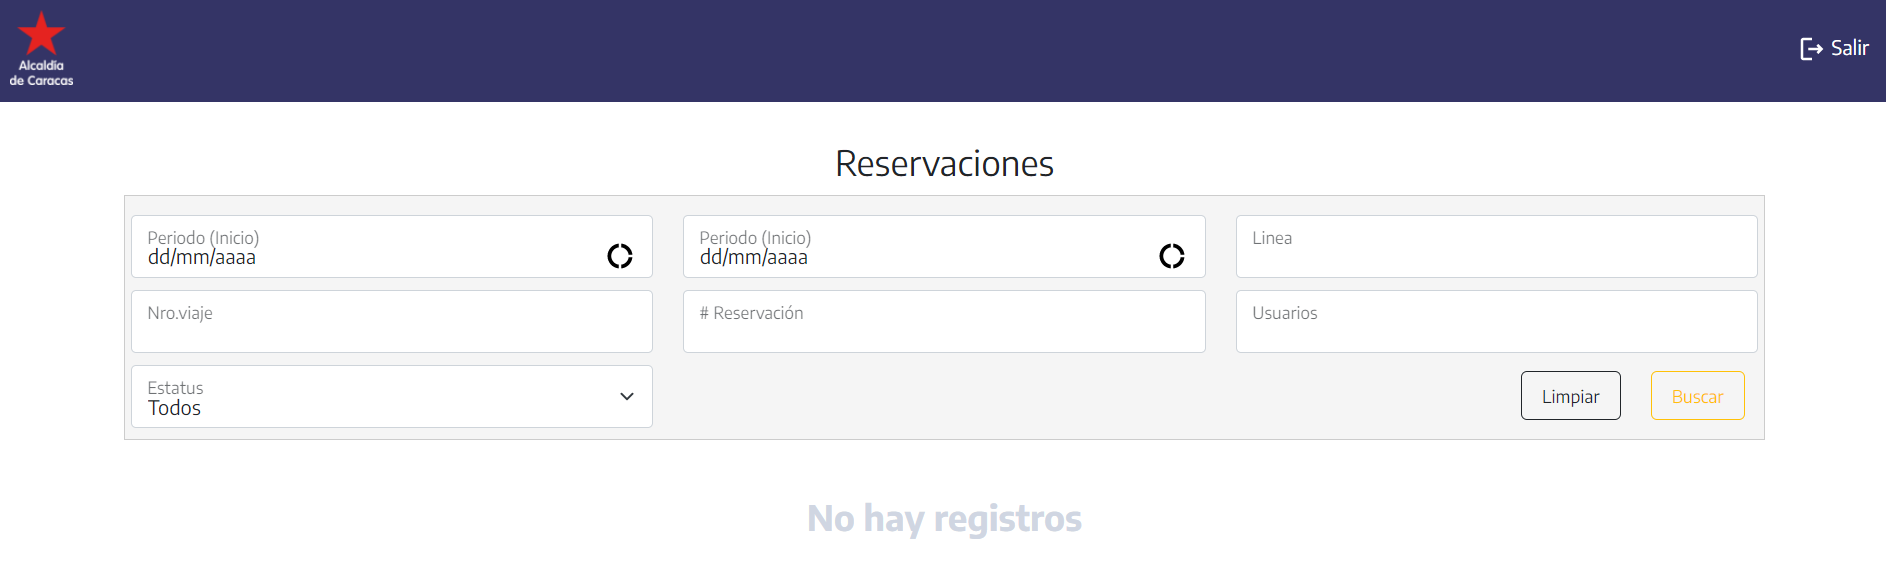 Alcaldía
de Caracas
Salir
Reservaciones
Periodo (Inicio)
dd/mm/aaaa
Periodo (Inicio)
dd/mm/aaaa
Linea
Nro.viaje
# Reservación
Usuarios
Estatus
Todos
Limpiar
Buscar
No hay registros